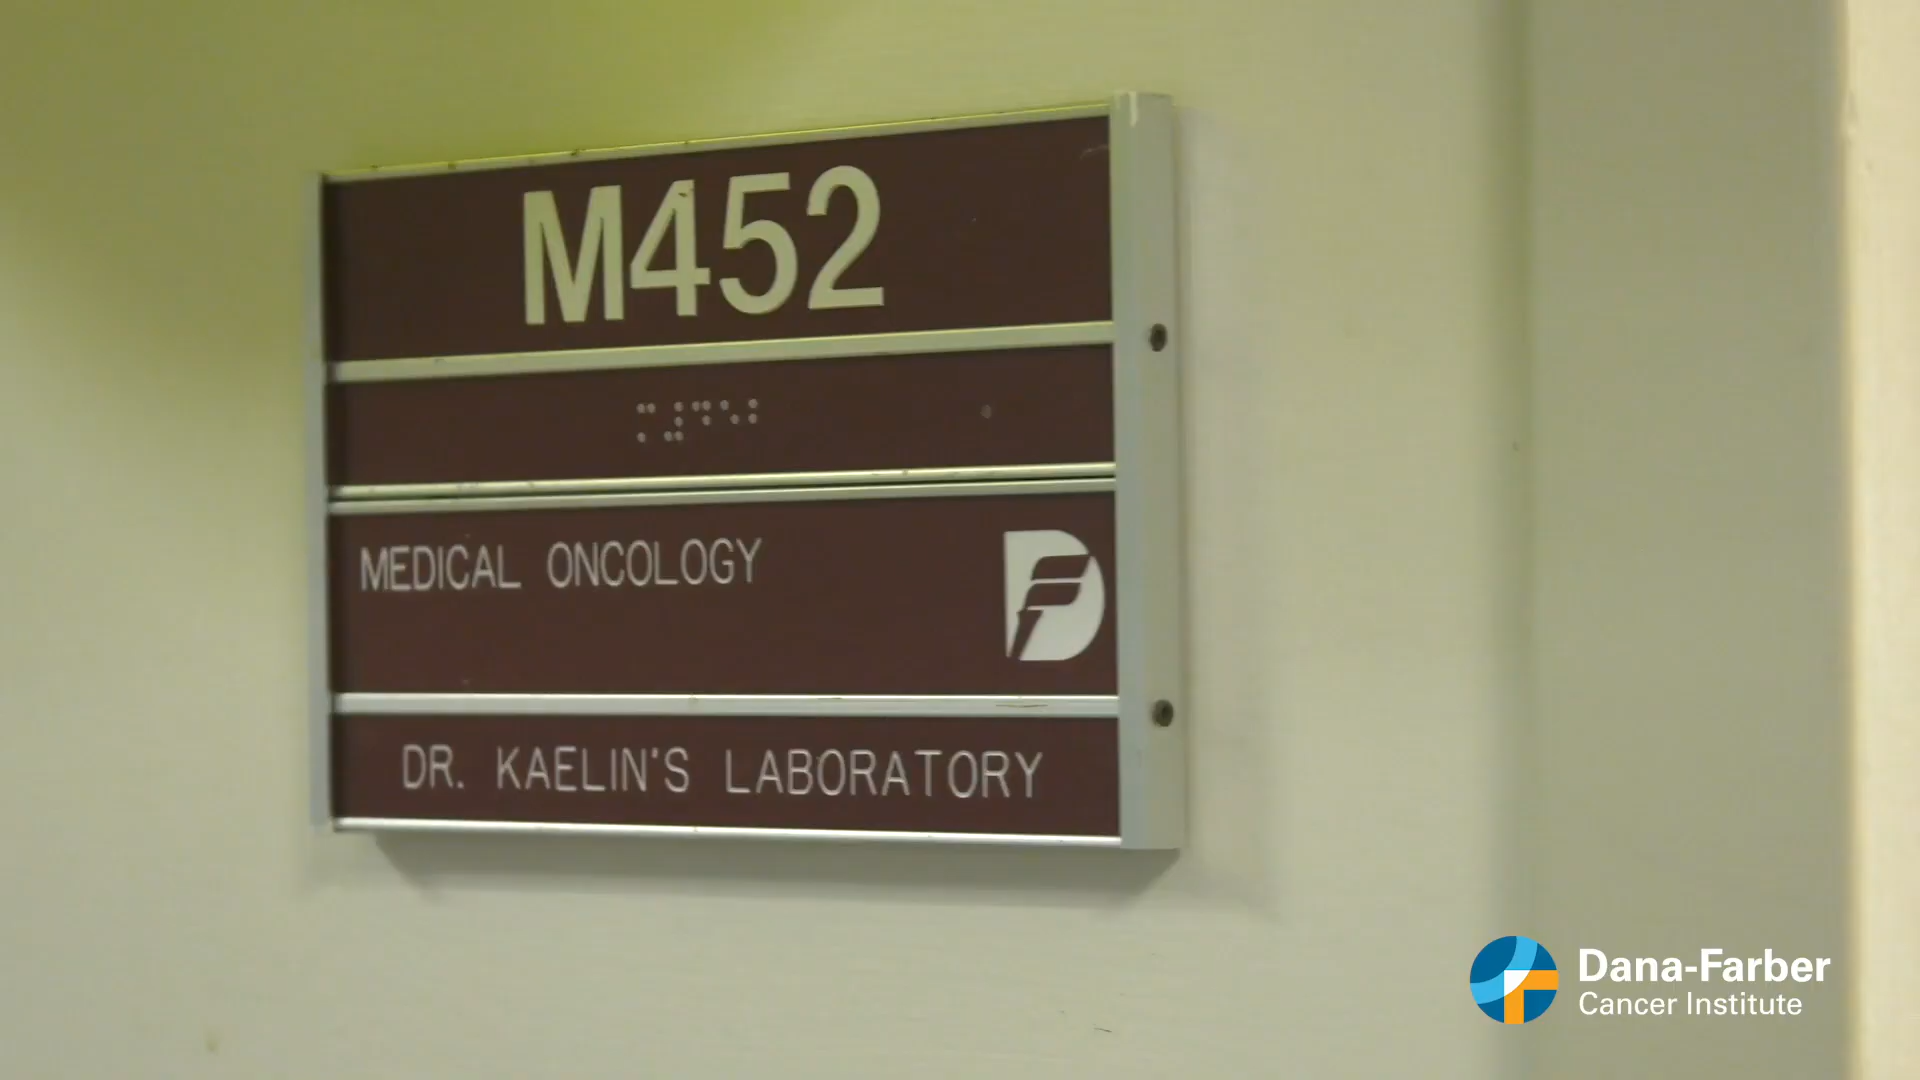 M452
⠍⠼⠙⠑⠃
MEDICAL ONCOLOGY
DR. KAELIN'S LABORATORY
Dana-Farber
Cancer Institute